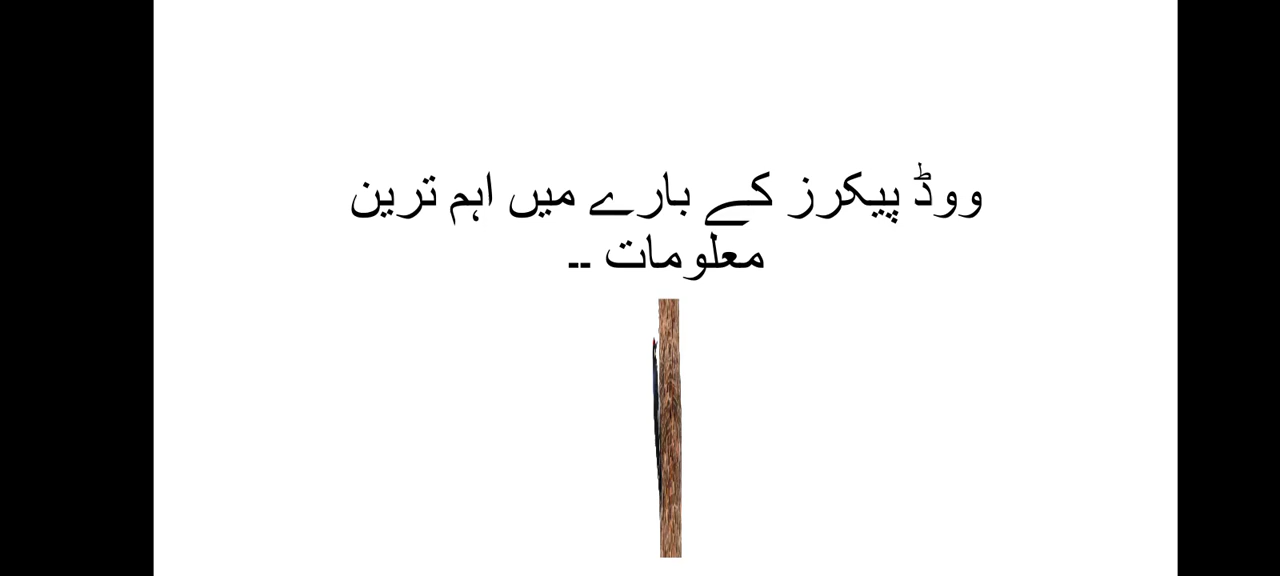 ووڈ پیکرز کے بارے میں اہم ترین
معلومات --